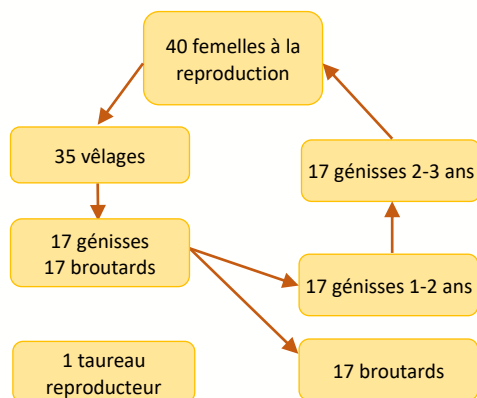 40 femelles à la
reproduction
35 vêlages
17 génisses 2-3 ans
17 génisses
17 broutards
17 génisses 1-2 ans
1 taureau
reproducteur
17 broutards